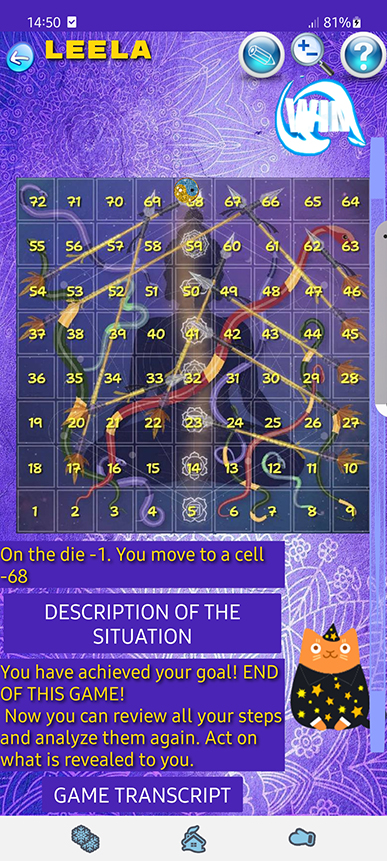 14:50 81%
LEELA
WIN
72 71 70 69 68 67 66 65 64
55 56 57 58 59 60 61 62 63
54 53 52 51 50 49 48 47 46
37 38 39 40 41 42 43 44 45
36 35 34 33 32 31 30 29 28
19 20 21 22 23 24 25 26 27
18 17 16 15 14 13 12 11 10
1 2 3 4 5 6 7 8 9
On the die -1. You move to a cell
-68
DESCRIPTION OF THE
SITUATION
You have achieved your goal! END
OF THIS GAME!
Now you can review all your steps
and analyze them again. Act on
what is revealed to you.
GAME TRANSCRIPT